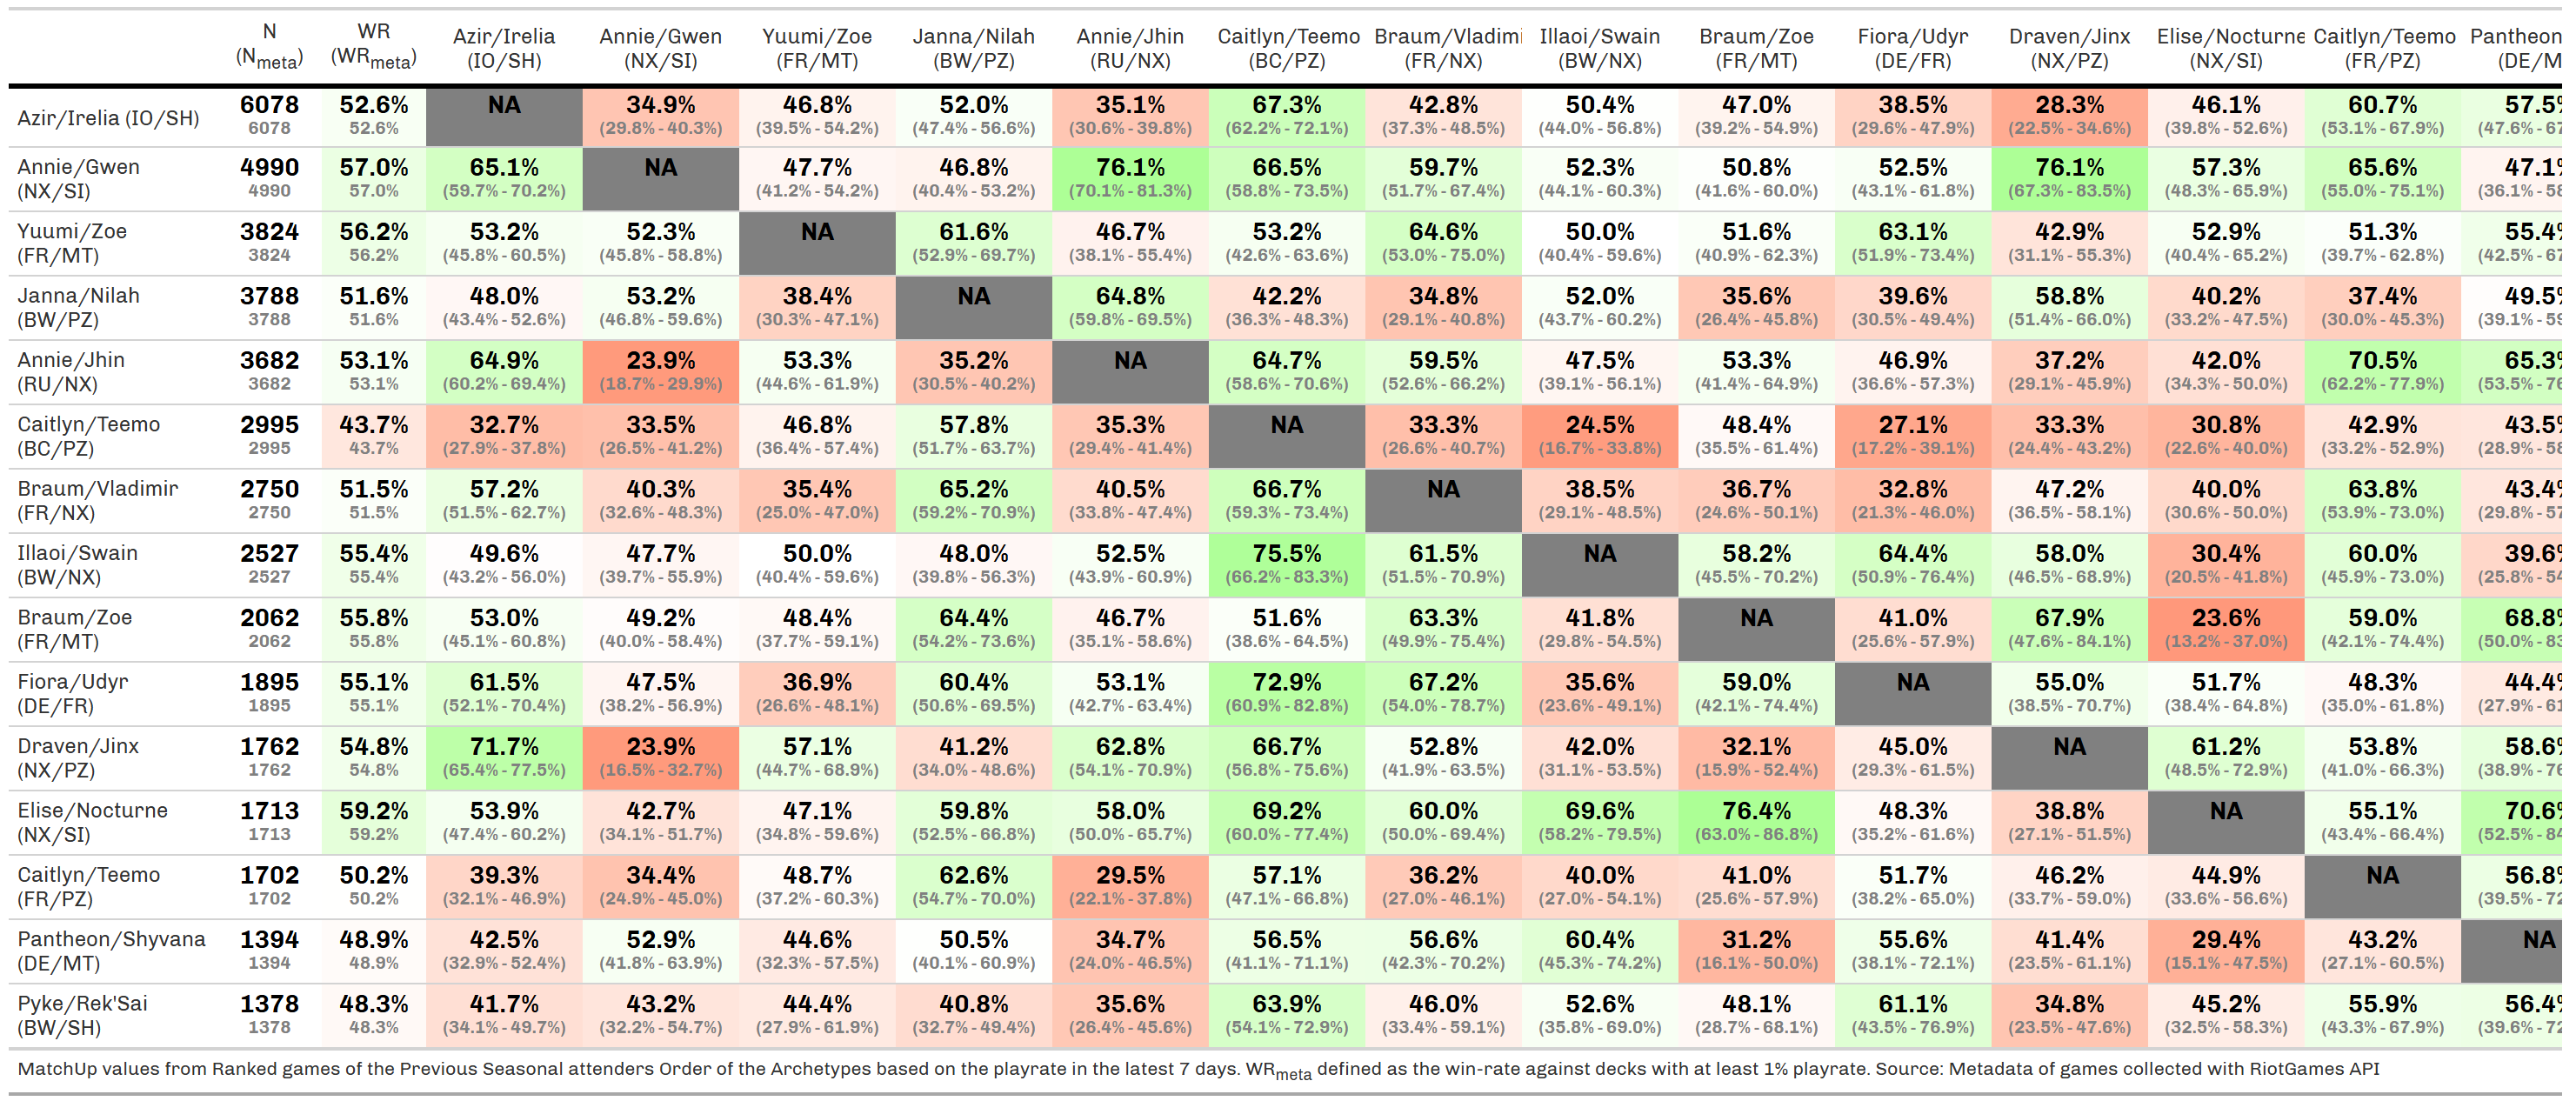 N WR Azir/Irelia Annie/Gwen Yuumi/Zoe Janna/Nilah Annie/Jhin Caitlyn/Teemo Braum/Vladimi Illaoi/Swain Braum/Zoe Fiora/Udyr Draven/Jinx Elise/Nocturne Caitlyn/Teemo Pantheon
(Nmeta) (WRmeta) (IO/SH) (NX/SI) (FR/MT) (BW/PZ) (RU/NX) (BC/PZ) (FR/NX) (BW/NX) (FR/MT) (DE/FR) (NX/PZ) (NX/SI) (FR/PZ) (DE/M
Azir/Irelia (IO/SH) 6078 52.6% NA 34.9% 46.8% 52.0% 35.1% 67.3% 42.8% 50.4% 47.0% 38.5% 28.3% 46.1% 60.7% 57.5%
6078 52.6% (29.8% - 40.3%) (39.5% - 54.2%) (47.4% - 56.6%) (30.6% - 39.8%) (62.2% - 72.1%) (37.3% - 48.5%) (44.0% - 56.8%) (39.2% - 54.9%) (29.6% - 47.9%) (22.5% - 34.6%) (39.8% - 52.6%) (53.1% - 67.9%) (47.6% - 67
Annie/Gwen 4990 57.0% 65.1% NA 47.7% 46.8% 76.1% 66.5% 59.7% 52.3% 50.8% 52.5% 76.1% 57.3% 65.6% 47.1%
(NX/SI) 4990 57.0% (59.7% - 70.2%) (41.2% - 54.2%) (40.4% - 53.2%) (70.1% - 81.3%) (58.8% - 73.5%) (51.7% - 67.4%) (44.1% - 60.3%) (41.6% - 60.0%) (43.1% - 61.8%) (67.3% - 83.5%) (48.3% - 65.9%) (55.0% - 75.1%) (36.1% - 58
Yuumi/Zoe 3824 56.2% 53.2% 52.3% NA 61.6% 46.7% 53.2% 64.6% 50.0% 51.6% 63.1% 42.9% 52.9% 51.3% 55.4%
(FR/MT) 3824 56.2% (45.8% - 60.5%) (45.8% - 58.8%) (52.9% - 69.7%) (38.1% - 55.4%) (42.6% - 63.6%) (53.0% - 75.0%) (40.4% - 59.6%) (40.9% - 62.3%) (51.9% - 73.4%) (31.1% - 55.3%) (40.4% - 65.2%) (39.7% - 62.8%) (42.5% - 67
Janna/Nilah 3788 51.6% 48.0% 53.2% 38.4% NA 64.8% 42.2% 34.8% 52.0% 35.6% 39.6% 58.8% 40.2% 37.4% 49.5%
(BW/PZ) 3788 51.6% (43.4% - 52.6%) (46.8% - 59.6%) (30.3% - 47.1%) (59.8% - 69.5%) (36.3% - 48.3%) (29.1% - 40.8%) (43.7% - 60.2%) (26.4% - 45.8%) (30.5% - 49.4%) (51.4% - 66.0%) (33.2% - 47.5%) (30.0% - 45.3%) (39.1% - 59
Annie/Jhin 3682 53.1% 64.9% 23.9% 53.3% 35.2% NA 64.7% 59.5% 47.5% 53.3% 46.9% 37.2% 42.0% 70.5% 65.3%
(RU/NX) 3682 53.1% (60.2% - 69.4%) (18.7% - 29.9%) (44.6% - 61.9%) (30.5% - 40.2%) (58.6% - 70.6%) (52.6% - 66.2%) (39.1% - 56.1%) (41.4% - 64.9%) (36.6% - 57.3%) (29.1% - 45.9%) (34.3% - 50.0%) (62.2% - 77.9%) (53.5% - 76
Caitlyn/Teemo 2995 43.7% 32.7% 33.5% 46.8% 57.8% 35.3% NA 33.3% 24.5% 48.4% 27.1% 33.3% 30.8% 42.9% 43.5%
(BC/PZ) 2995 43.7% (27.9% - 37.8%) (26.5% - 41.2%) (36.4% - 57.4%) (51.7% - 63.7%) (29.4% - 41.4%) (26.6% - 40.7%) (16.7% - 33.8%) (35.5% - 61.4%) (17.2% - 39.1%) (24.4% - 43.2%) (22.6% - 40.0%) (33.2% - 52.9%) (28.9% - 58
Braum/Vladimir 2750 51.5% 57.2% 40.3% 35.4% 65.2% 40.5% 66.7% NA 38.5% 36.7% 32.8% 47.2% 40.0% 63.8% 43.4%
(FR/NX) 2750 51.5% (51.5% - 62.7%) (32.6% - 48.3%) (25.0% - 47.0%) (59.2% - 70.9%) (33.8% - 47.4%) (59.3% - 73.4%) (29.1% - 48.5%) (24.6% - 50.1%) (21.3% - 46.0%) (36.5% - 58.1%) (30.6% - 50.0%) (53.9% - 73.0%) (29.8% - 57
Illaoi/Swain 2527 55.4% 49.6% 47.7% 50.0% 48.0% 52.5% 75.5% 61.5% NA 58.2% 64.4% 58.0% 30.4% 60.0% 39.6%
(BW/NX) 2527 55.4% (43.2% - 56.0%) (39.7% - 55.9%) (40.4% - 59.6%) (39.8% - 56.3%) (43.9% - 60.9%) (66.2% - 83.3%) (51.5% - 70.9%) (45.5% - 70.2%) (50.9% - 76.4%) (46.5% - 68.9%) (20.5% - 41.8%) (45.9% - 73.0%) (25.8% - 54
Braum/Zoe 2062 55.8% 53.0% 49.2% 48.4% 64.4% 46.7% 51.6% 63.3% 41.8% NA 41.0% 67.9% 23.6% 59.0% 68.8%
(FR/MT) 2062 55.8% (45.1% - 60.8%) (40.0% - 58.4%) (37.7% - 59.1%) (54.2% - 73.6%) (35.1% - 58.6%) (38.6% - 64.5%) (49.9% - 75.4%) (29.8% - 54.5%) (25.6% - 57.9%) (47.6% - 84.1%) (13.2% - 37.0%) (42.1% - 74.4%) (50.0% - 83
Fiora/Udyr 1895 55.1% 61.5% 47.5% 36.9% 60.4% 53.1% 72.9% 67.2% 35.6% 59.0% NA 55.0% 51.7% 48.3% 44.4%
(DE/FR) 1895 55.1% (52.1% - 70.4%) (38.2% - 56.9%) (26.6% - 48.1%) (50.6% - 69.5%) (42.7% - 63.4%) (60.9% - 82.8%) (54.0% - 78.7%) (23.6% - 49.1%) (42.1% - 74.4%) (38.5% - 70.7%) (38.4% - 64.8%) (35.0% - 61.8%) (27.9% - 61
Draven/Jinx 1762 54.8% 71.7% 23.9% 57.1% 41.2% 62.8% 66.7% 52.8% 42.0% 32.1% 45.0% NA 61.2% 53.8% 58.6%
(NX/PZ) 1762 54.8% (65.4% - 77.5%) (16.5% - 32.7%) (44.7% - 68.9%) (34.0% - 48.6%) (54.1% - 70.9%) (56.8% - 75.6%) (41.9% - 63.5%) (31.1% - 53.5%) (15.9% - 52.4%) (29.3% - 61.5%) (48.5% - 72.9%) (41.0% - 66.3%) (38.9% - 76
Elise/Nocturne 1713 59.2% 53.9% 42.7% 47.1% 59.8% 58.0% 69.2% 60.0% 69.6% 76.4% 48.3% 38.8% NA 55.1% 70.6%
(NX/SI) 1713 59.2% (47.4% - 60.2%) (34.1% - 51.7%) (34.8% - 59.6%) (52.5% - 66.8%) (50.0% - 65.7%) (60.0% - 77.4%) (50.0% - 69.4%) (58.2% - 79.5%) (63.0% - 86.8%) (35.2% - 61.6%) (27.1% - 51.5%) (43.4% - 66.4%) (52.5% - 84
Caitlyn/Teemo 1702 50.2% 39.3% 34.4% 48.7% 62.6% 29.5% 57.1% 36.2% 40.0% 41.0% 51.7% 46.2% 44.9% NA 56.8%
(FR/PZ) 1702 50.2% (32.1% - 46.9%) (24.9% - 45.0%) (37.2% - 60.3%) (54.7% - 70.0%) (22.1% - 37.8%) (47.1% - 66.8%) (27.0% - 46.1%) (27.0% - 54.1%) (25.6% - 57.9%) (38.2% - 65.0%) (33.7% - 59.0%) (33.6% - 56.6%) (39.5% - 72
Pantheon/Shyvana 1394 48.9% 42.5% 52.9% 44.6% 50.5% 34.7% 56.5% 56.6% 60.4% 31.2% 55.6% 41.4% 29.4% 43.2% NA
(DE/MT) 1394 48.9% (32.9% - 52.4%) (41.8% - 63.9%) (32.3% - 57.5%) (40.1% - 60.9%) (24.0% - 46.5%) (41.1% - 71.1%) (42.3% - 70.2%) (45.3% - 74.2%) (16.1% - 50.0%) (38.1% - 72.1%) (23.5% - 61.1%) (15.1% - 47.5%) (27.1% - 60.5%)
Pyke/Rek'Sai 1378 48.3% 41.7% 43.2% 44.4% 40.8% 35.6% 63.9% 46.0% 52.6% 48.1% 61.1% 34.8% 45.2% 55.9% 56.4%
(BW/SH) 1378 48.3% (34.1% - 49.7%) (32.2% - 54.7%) (27.9% - 61.9%) (32.7% - 49.4%) (26.4% - 45.6%) (54.1% - 72.9%) (33.4% - 59.1%) (35.8% - 69.0%) (28.7% - 68.1%) (43.5% - 76.9%) (23.5% - 47.6%) (32.5% - 58.3%) (43.3% - 67.9%) (39.6% - 72
MatchUp values from Ranked games of the Previous Seasonal attenders Order of the Archetypes based on the playrate in the latest 7 days. WRmeta defined as the win-rate against decks with at least 1% playrate. Source: Metadata of games collected with RiotGames API